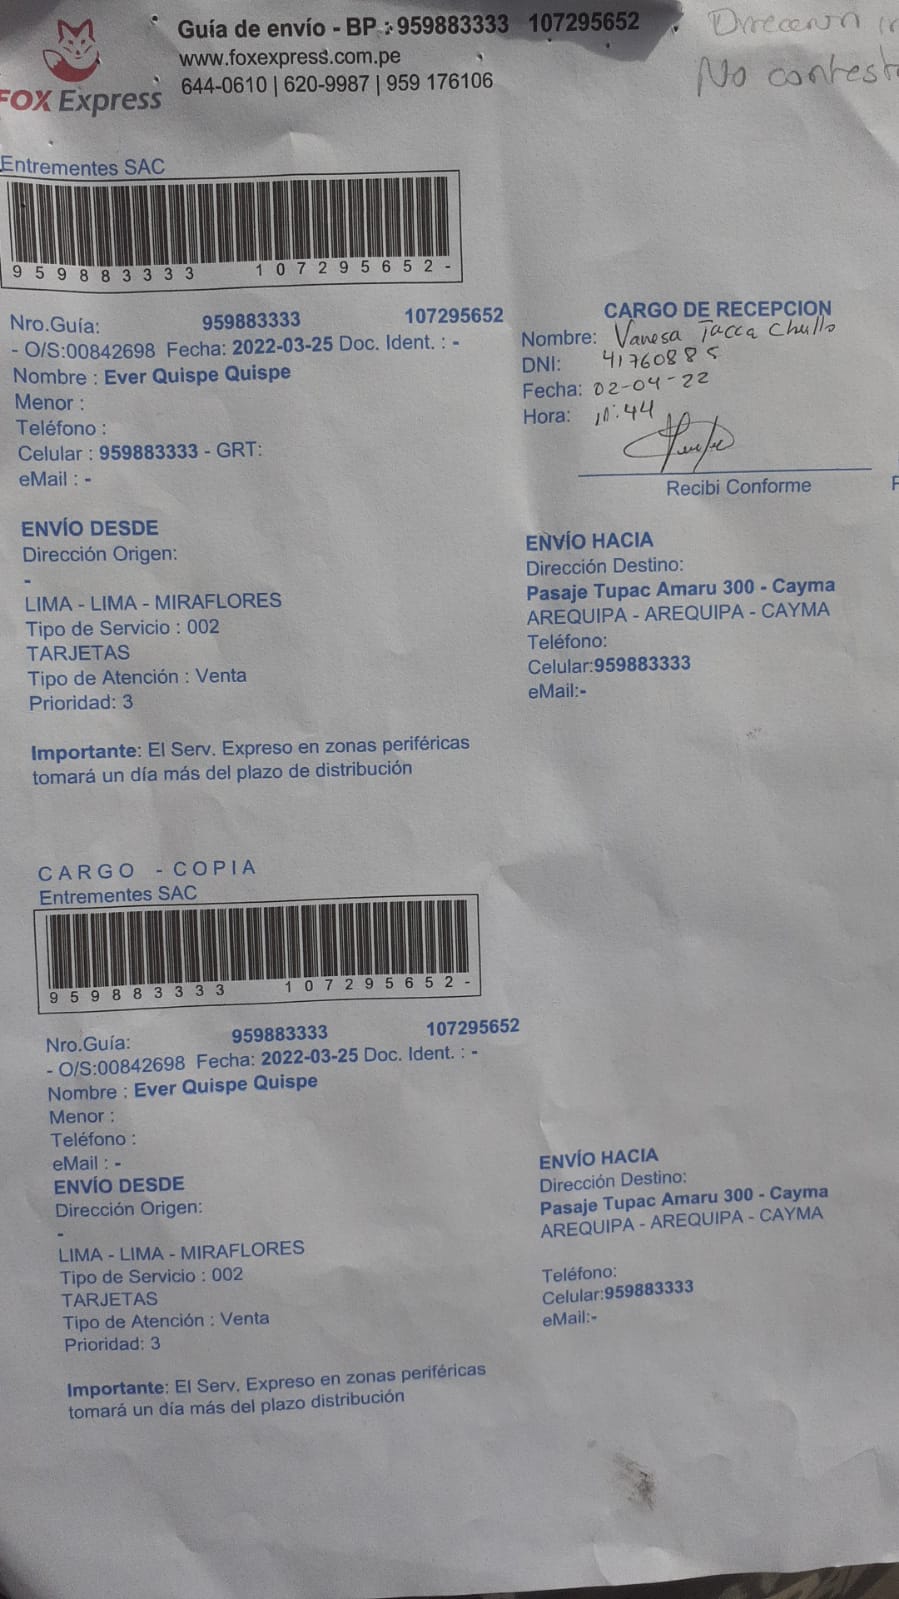 Guía de envío - BP : 959883333 107295652
www.foxexpress.com.pe
644-0610 | 620-9987 | 959 176106
FOX Express
Direccion
No contesta
Entrementes SAC
959883333 107295652-
Nro.Guía: 959883333 107295652
- O/S:00842698 Fecha: 2022-03-25 Doc. Ident. : -
Nombre : Ever Quispe Quispe
Menor :
Teléfono :
Celular : 959883333 - GRT:
eMail : -
CARGO DE RECEPCION
Nombre: Vanesa Tacca Chullo
DNI: 41760885
Fecha: 02-04-22
Hora: 11:44
Recibi Conforme
ENVÍO DESDE
Dirección Origen:
-
LIMA - LIMA - MIRAFLORES
Tipo de Servicio : 002
TARJETAS
Tipo de Atención : Venta
Prioridad: 3
ENVÍO HACIA
Dirección Destino:
Pasaje Tupac Amaru 300 - Cayma
AREQUIPA - AREQUIPA - CAYMA
Teléfono:
Celular:959883333
eMail:-
Importante: El Serv. Expreso en zonas periféricas
tomará un día más del plazo de distribución
CARGO - COPIA
Entrementes SAC
959883333 107295652-
Nro.Guía: 959883333 107295652
- O/S:00842698 Fecha: 2022-03-25 Doc. Ident. : -
Nombre : Ever Quispe Quispe
Menor :
Teléfono :
eMail : -
ENVÍO DESDE
Dirección Origen:
-
LIMA - LIMA - MIRAFLORES
Tipo de Servicio : 002
TARJETAS
Tipo de Atención : Venta
Prioridad: 3
ENVÍO HACIA
Dirección Destino:
Pasaje Tupac Amaru 300 - Cayma
AREQUIPA - AREQUIPA - CAYMA
Teléfono:
Celular:959883333
eMail:-
Importante: El Serv. Expreso en zonas periféricas
tomará un día más del plazo distribución